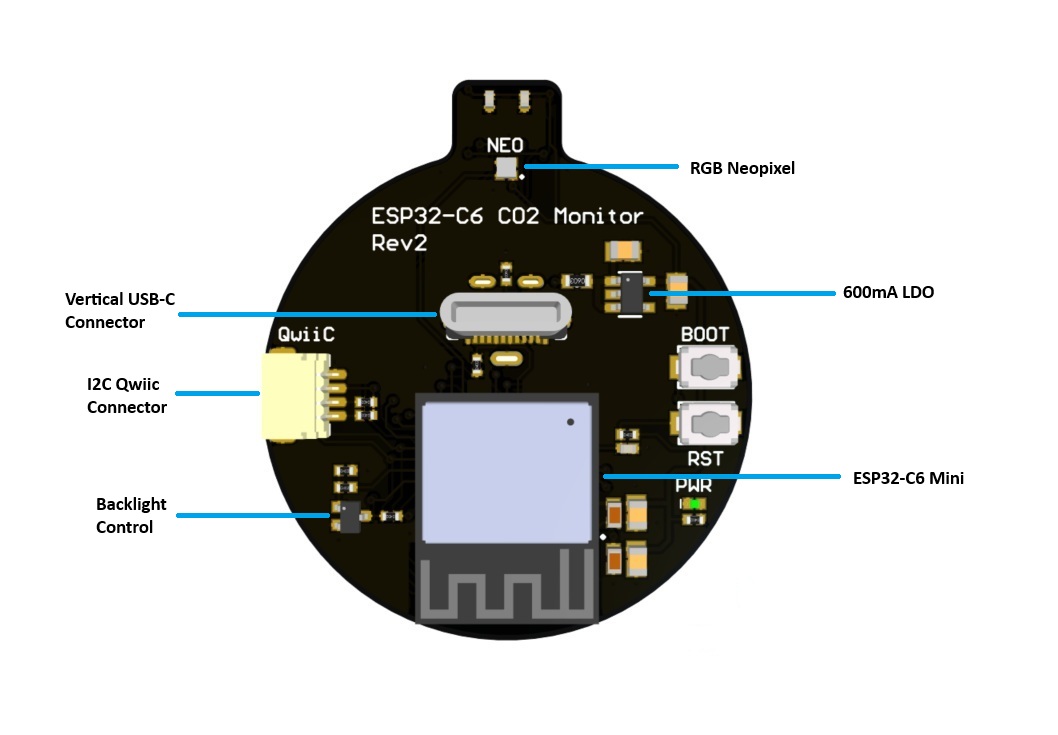 NEO
RGB Neopixel
ESP32-C6 CO2 Monitor
Rev2
Vertical USB-C
Connector
600mA LDO
QwiiC
BOOT
I2C Qwiic
Connector
RST
ESP32-C6 Mini
PWR
Backlight
Control